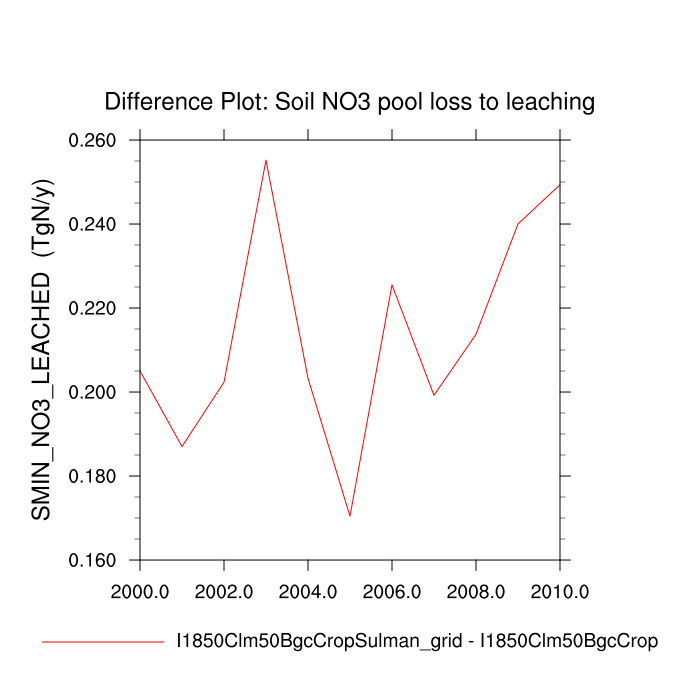 Difference Plot: Soil NO3 pool loss to leaching
SMIN_NO3_LEACHED (TgN/y)
0.260
0.240
0.220
0.200
0.180
0.160
2000.0 2002.0 2004.0 2006.0 2008.0 2010.0
I1850Clm50BgcCropSulman_grid - I1850Clm50BgcCrop